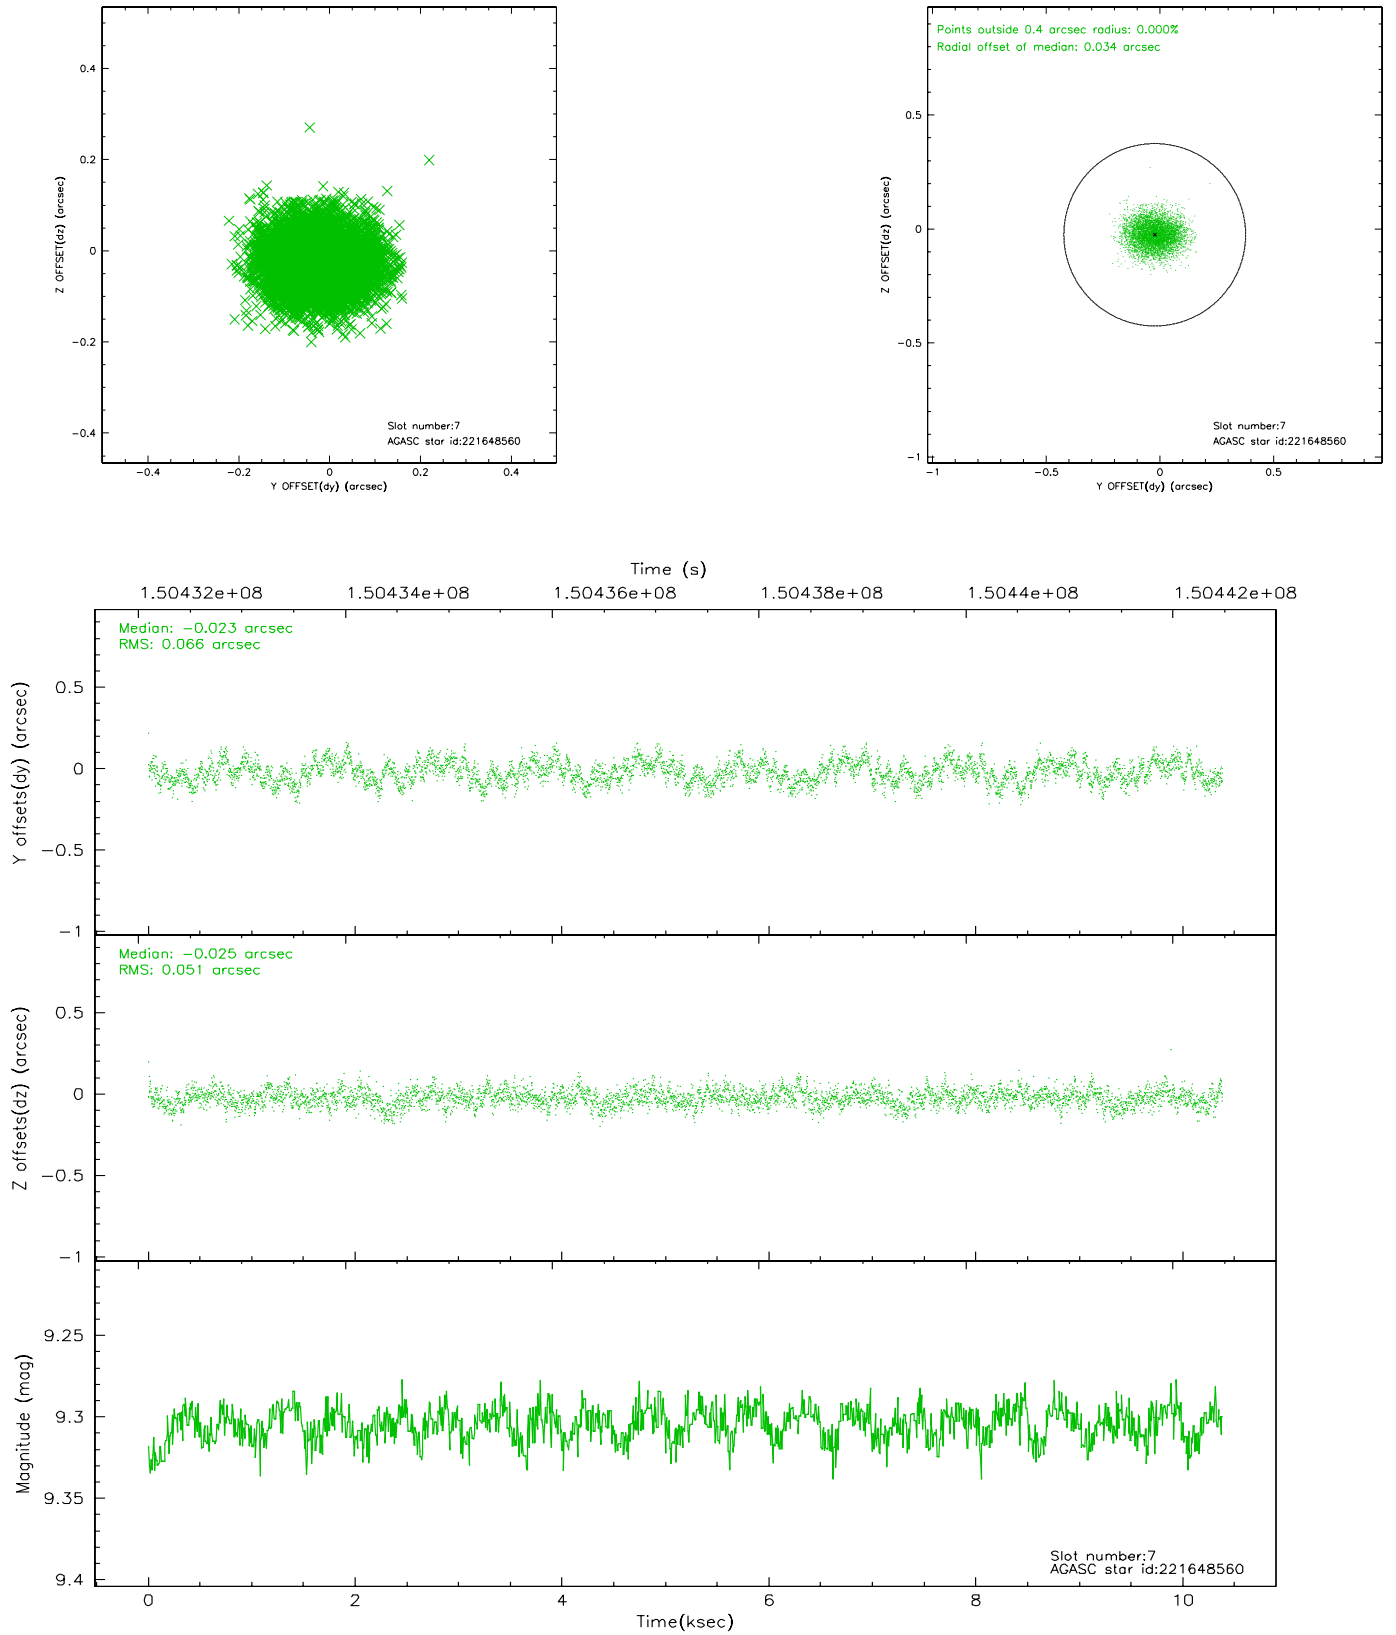 0.4
0.2
0
−0.2
−0.4
Z OFFSET(dz) (arcsec)
−0.4 −0.2 0 0.2 0.4
Y OFFSET(dy) (arcsec)
Slot number:7
AGASC star id:221648560
Points outside 0.4 arcsec radius: 0.000%
Radial offset of median: 0.034 arcsec
0.5
0
−0.5
−1
Z OFFSET(dz) (arcsec)
−1 −0.5 0 0.5
Y OFFSET(dy) (arcsec)
Slot number:7
AGASC star id:221648560
Time (s)
1.50432e+08 1.50434e+08 1.50436e+08 1.50438e+08 1.5044e+08 1.50442e+08
Median: −0.023 arcsec
RMS: 0.066 arcsec
0.5
0
−0.5
−1
Y offsets(dy) (arcsec)
Median: −0.025 arcsec
RMS: 0.051 arcsec
0.5
0
−0.5
−1
Z offsets(dz) (arcsec)
9.25
9.3
9.35
9.4
Magnitude (mag)
Slot number:7
AGASC star id:221648560
0 2 4 6 8 10
Time(ksec)